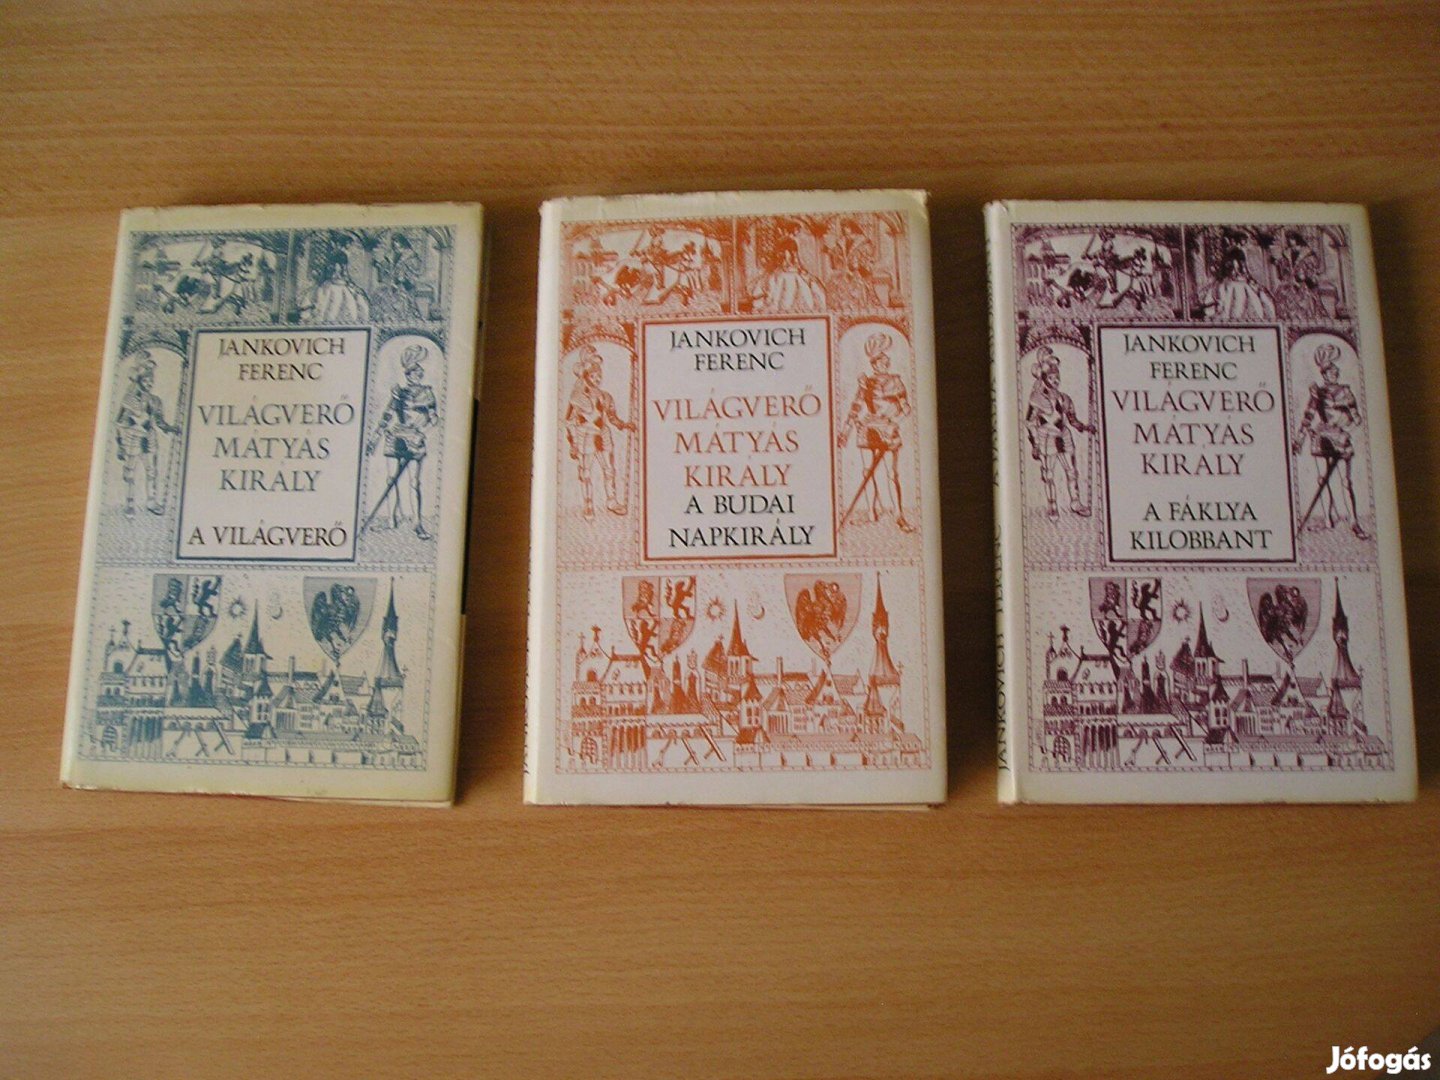 JANKOVICH
FERENC
VILÁGVERŐ
MÁTYÁS
KIRÁLY
A VILÁGVERŐ
JANKOVICH
FERENC
VILÁGVERŐ
MÁTYÁS
KIRÁLY
A BUDAI
NAPKIRÁLY
JANKOVICH
FERENC
VILÁGVERŐ
MÁTYÁS
KIRÁLY
A FÁKLYA
KILOBBANT
JANKOVICH FERENC
Jófogás